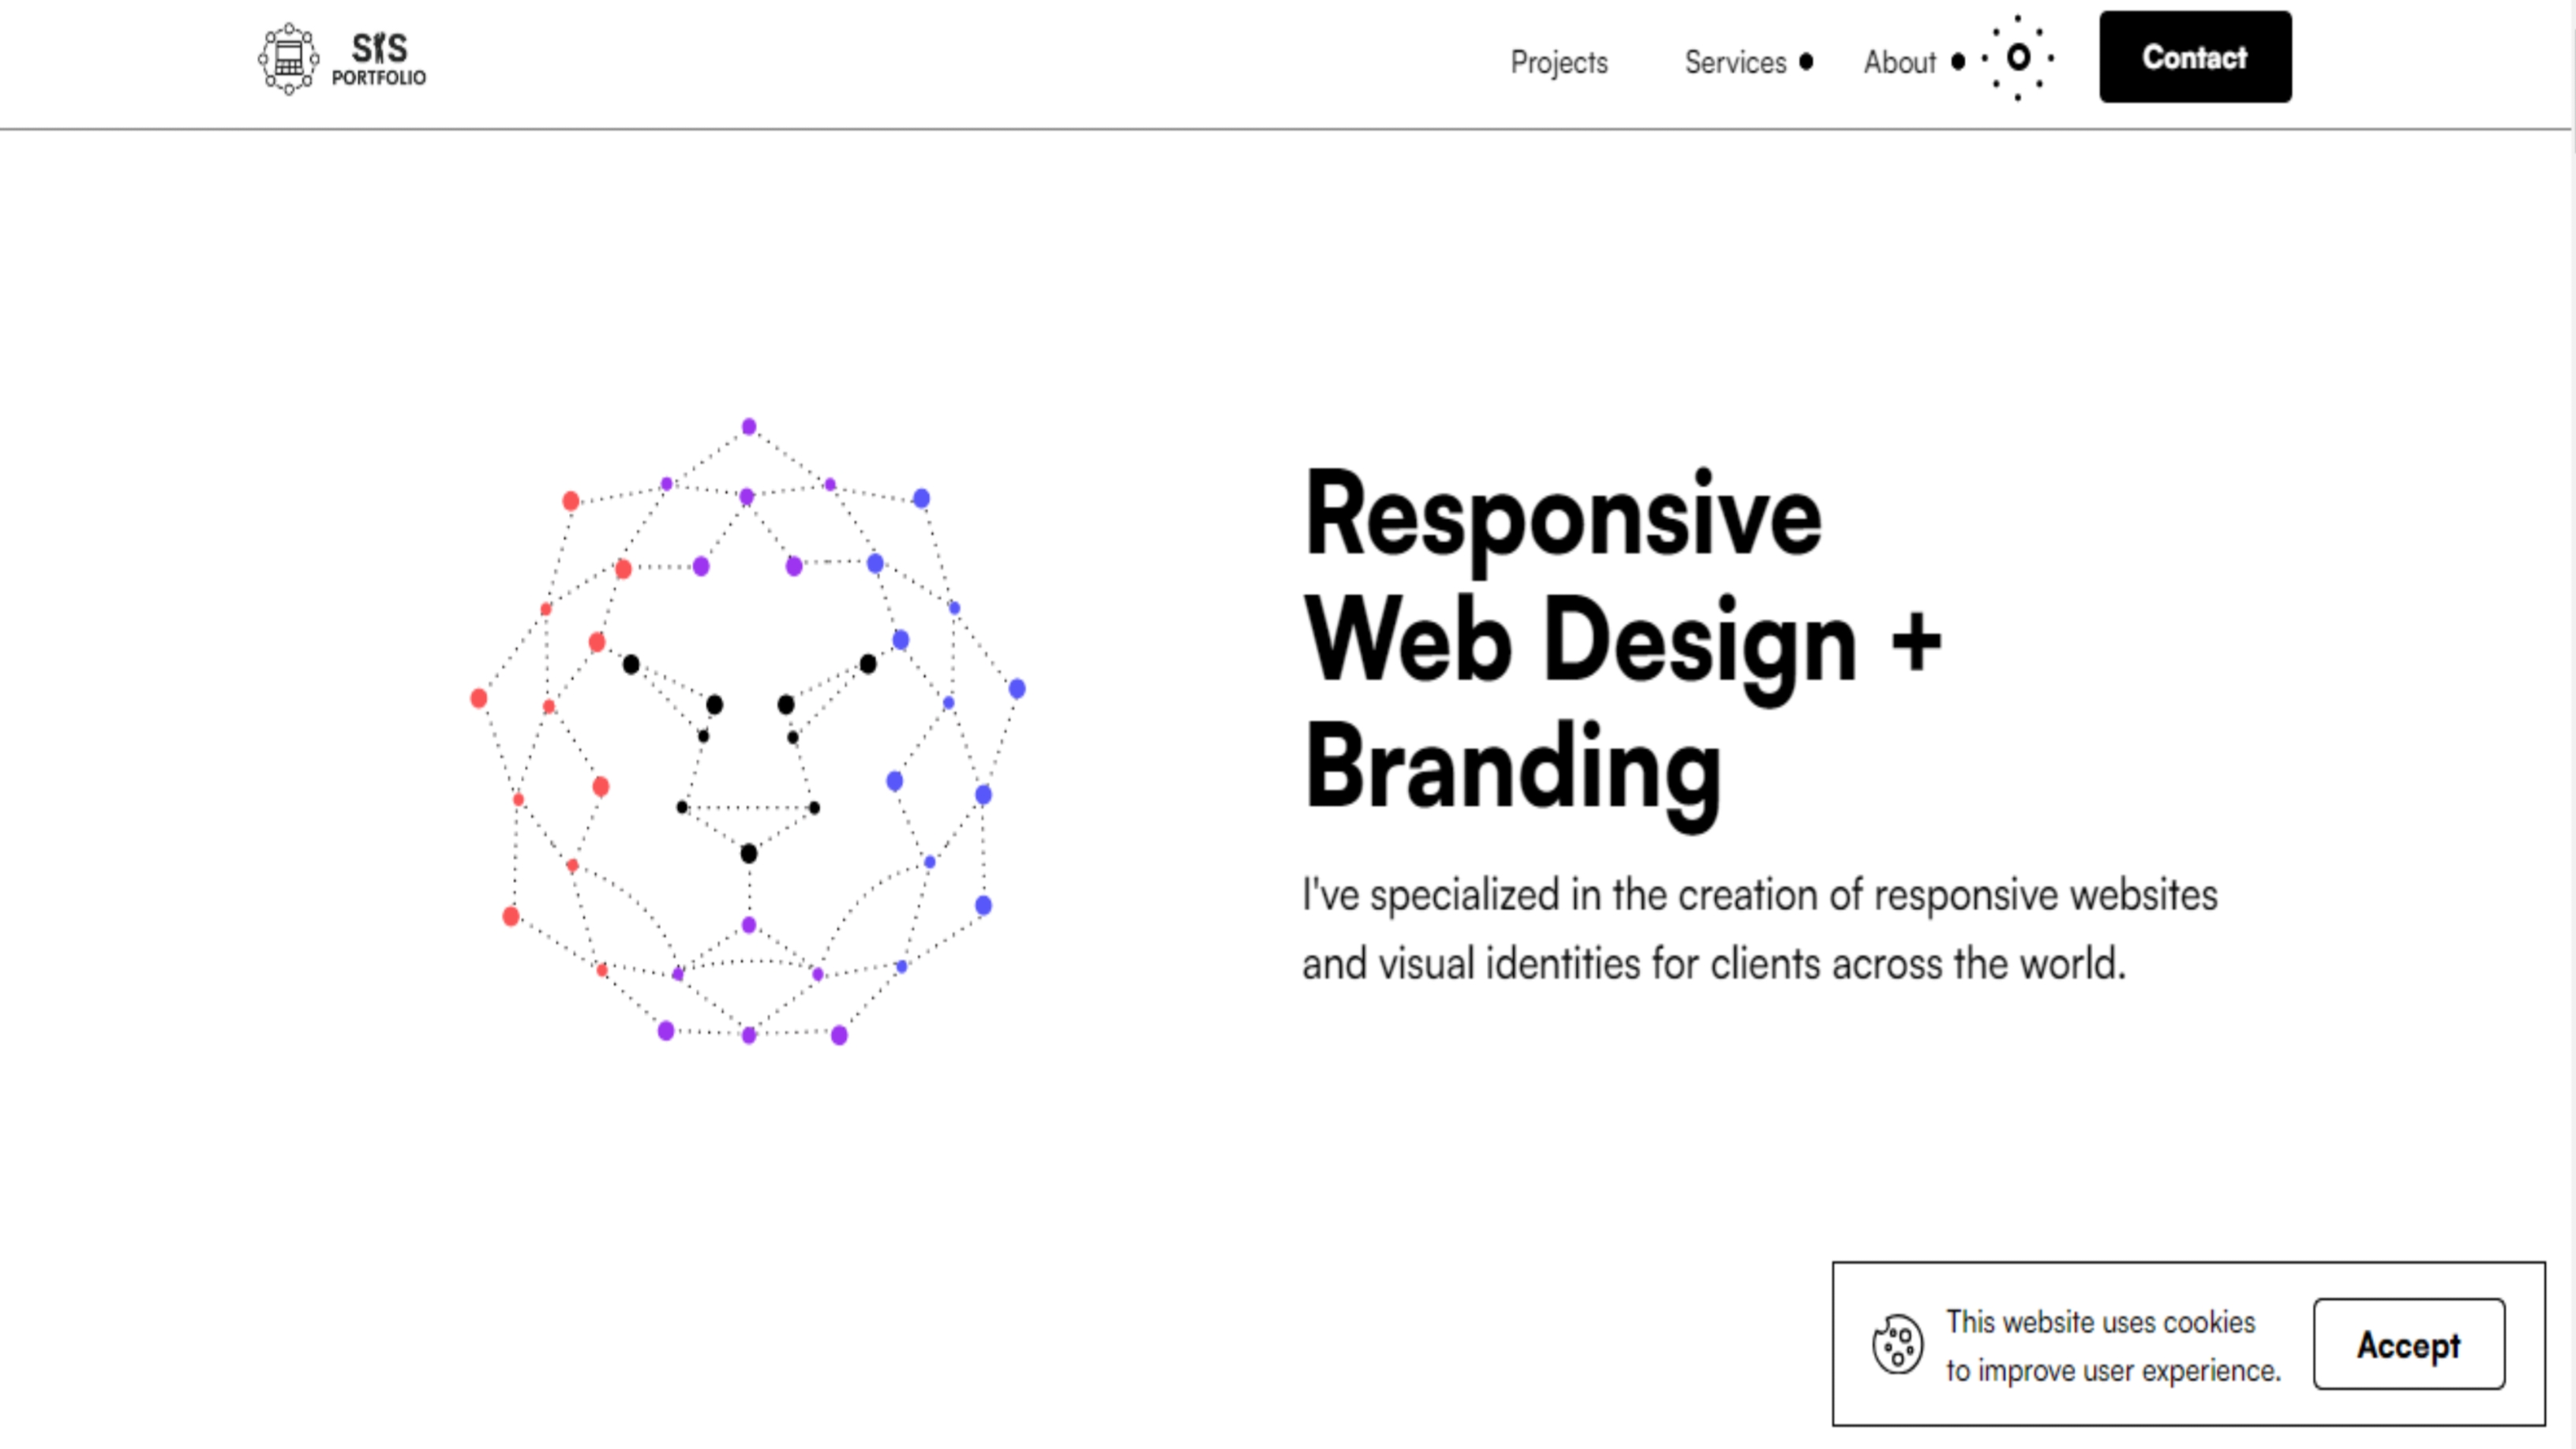 SIS
PORTFOLIO
Projects
Services
About
Contact
Responsive
Web Design +
Branding
I've specialized in the creation of responsive websites
and visual identities for clients across the world.
This website uses cookies
to improve user experience.
Accept